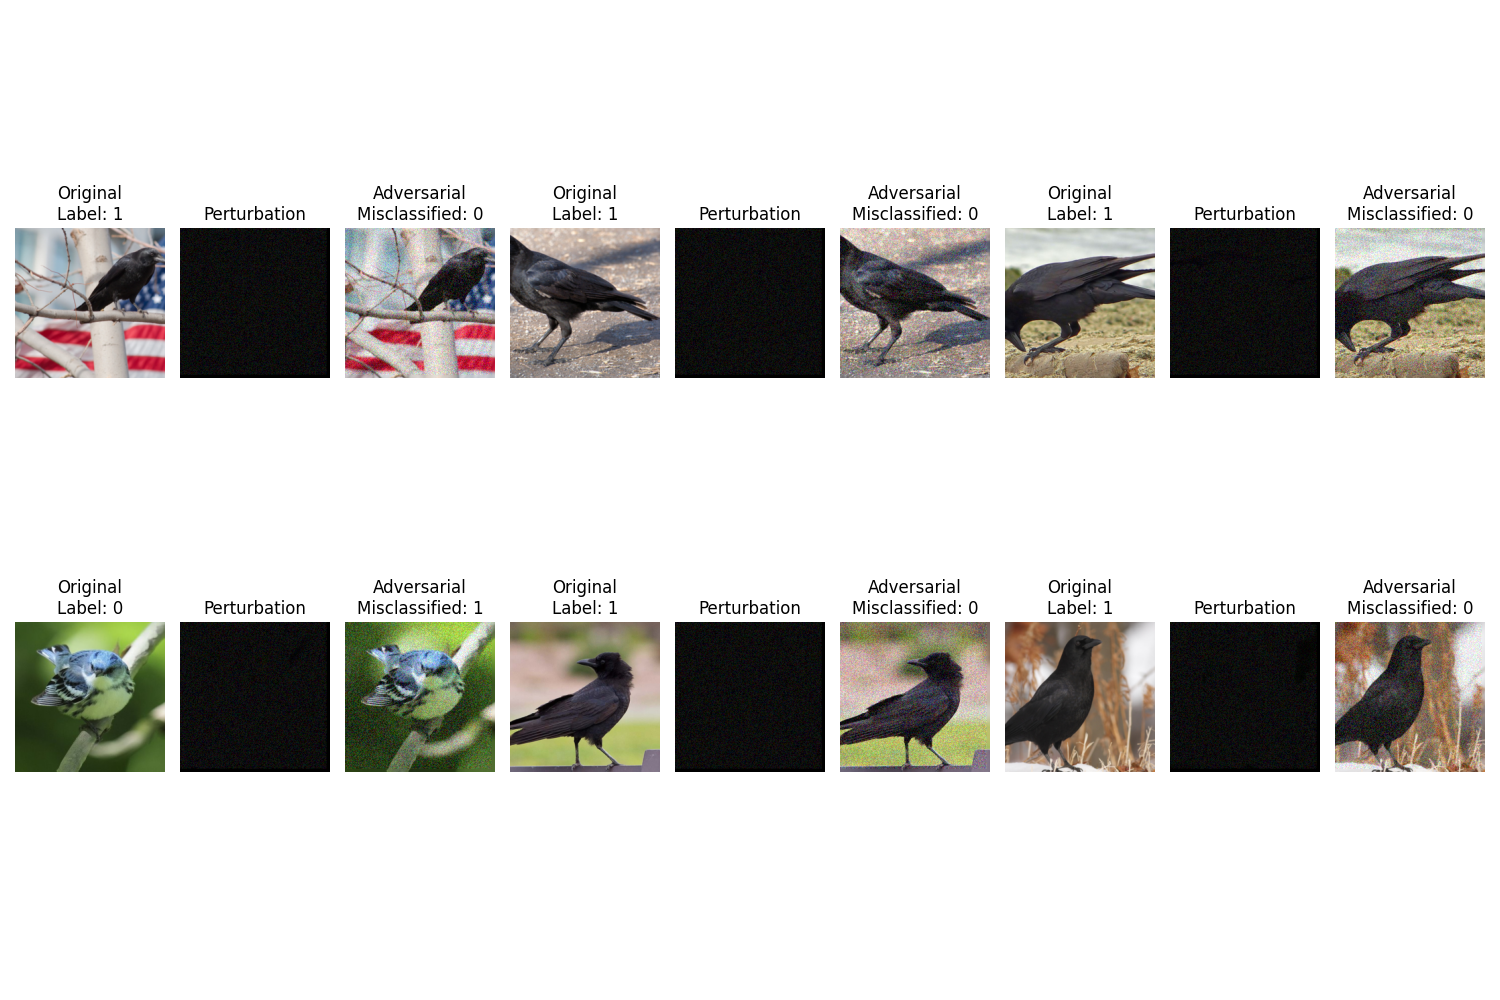 Original
Label: 1
Perturbation
Adversarial
Misclassified: 0
Original
Label: 1
Perturbation
Adversarial
Misclassified: 0
Original
Label: 1
Perturbation
Adversarial
Misclassified: 0
Original
Label: 0
Perturbation
Adversarial
Misclassified: 1
Original
Label: 1
Perturbation
Adversarial
Misclassified: 0
Original
Label: 1
Perturbation
Adversarial
Misclassified: 0